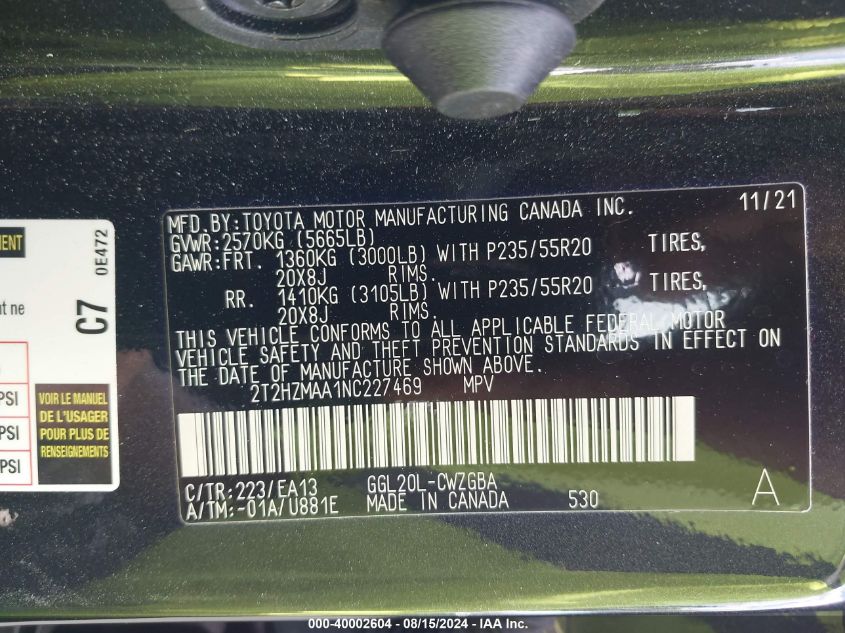 MFD.BY:TOYOTA MOTOR MANUFACTURING CANADA INC. 11/21
GVWR:2570KG (5665LB)
GAWR:FRT. 1360KG (3000LB) WITH P235/55R20 TIRES,
20X8J RIMS.
RR. 1410KG (3105LB) WITH P235/55R20 TIRES,
20X8J RIMS.
THIS VEHICLE CONFORMS TO ALL APPLICABLE FEDERAL MOTOR
VEHICLE SAFETY AND THEFT PREVENTION STANDARDS IN EFFECT ON
THE DATE OF MANUFACTURE SHOWN ABOVE.
2T2HZMAA1NC227469 MPV
C/TR:223/EA13 GGL20L-CWZGBA
A/TM:-01A/U881E MADE IN CANADA 530 A
0E472
C7
ne
PSI
PSI
PSI
VOIR LE MANUEL
DE L'USAGER
POUR PLUS DE
RENSEIGNEMENTS
000-40002604 - 08/15/2024 - IAA Inc.